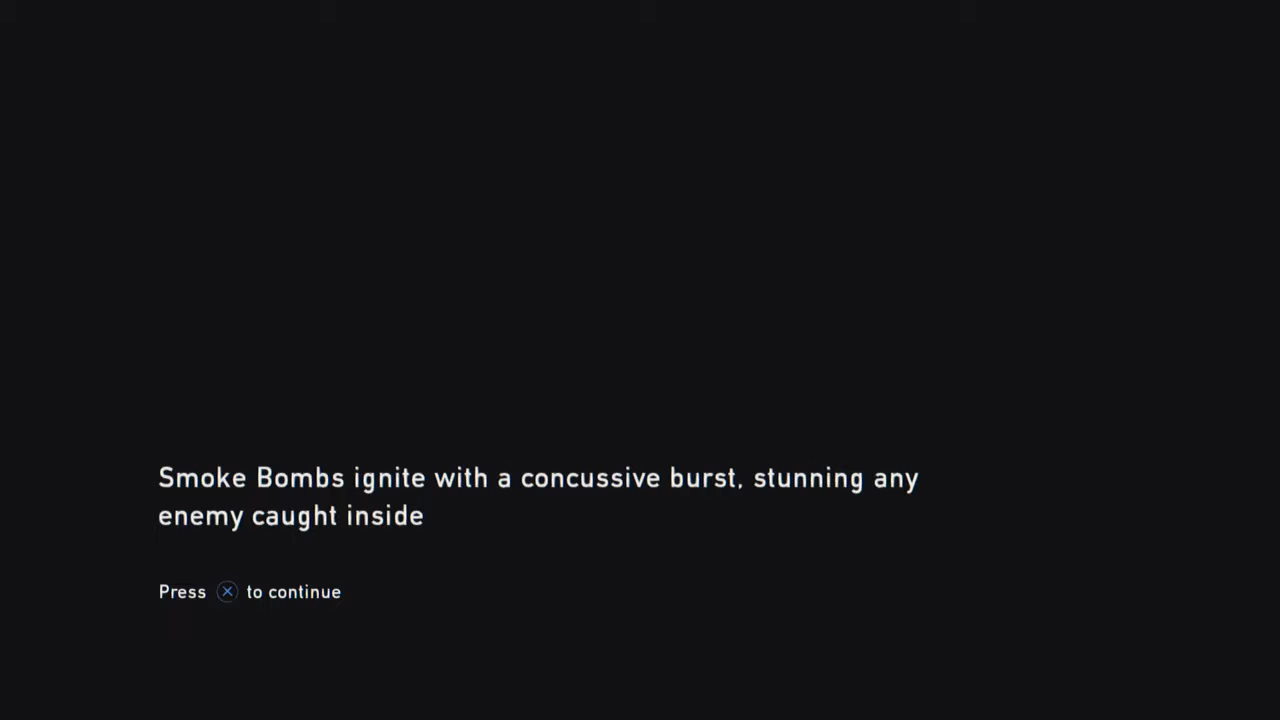 Smoke Bombs ignite with a concussive burst, stunning any
enemy caught inside
Press ⓧ to continue